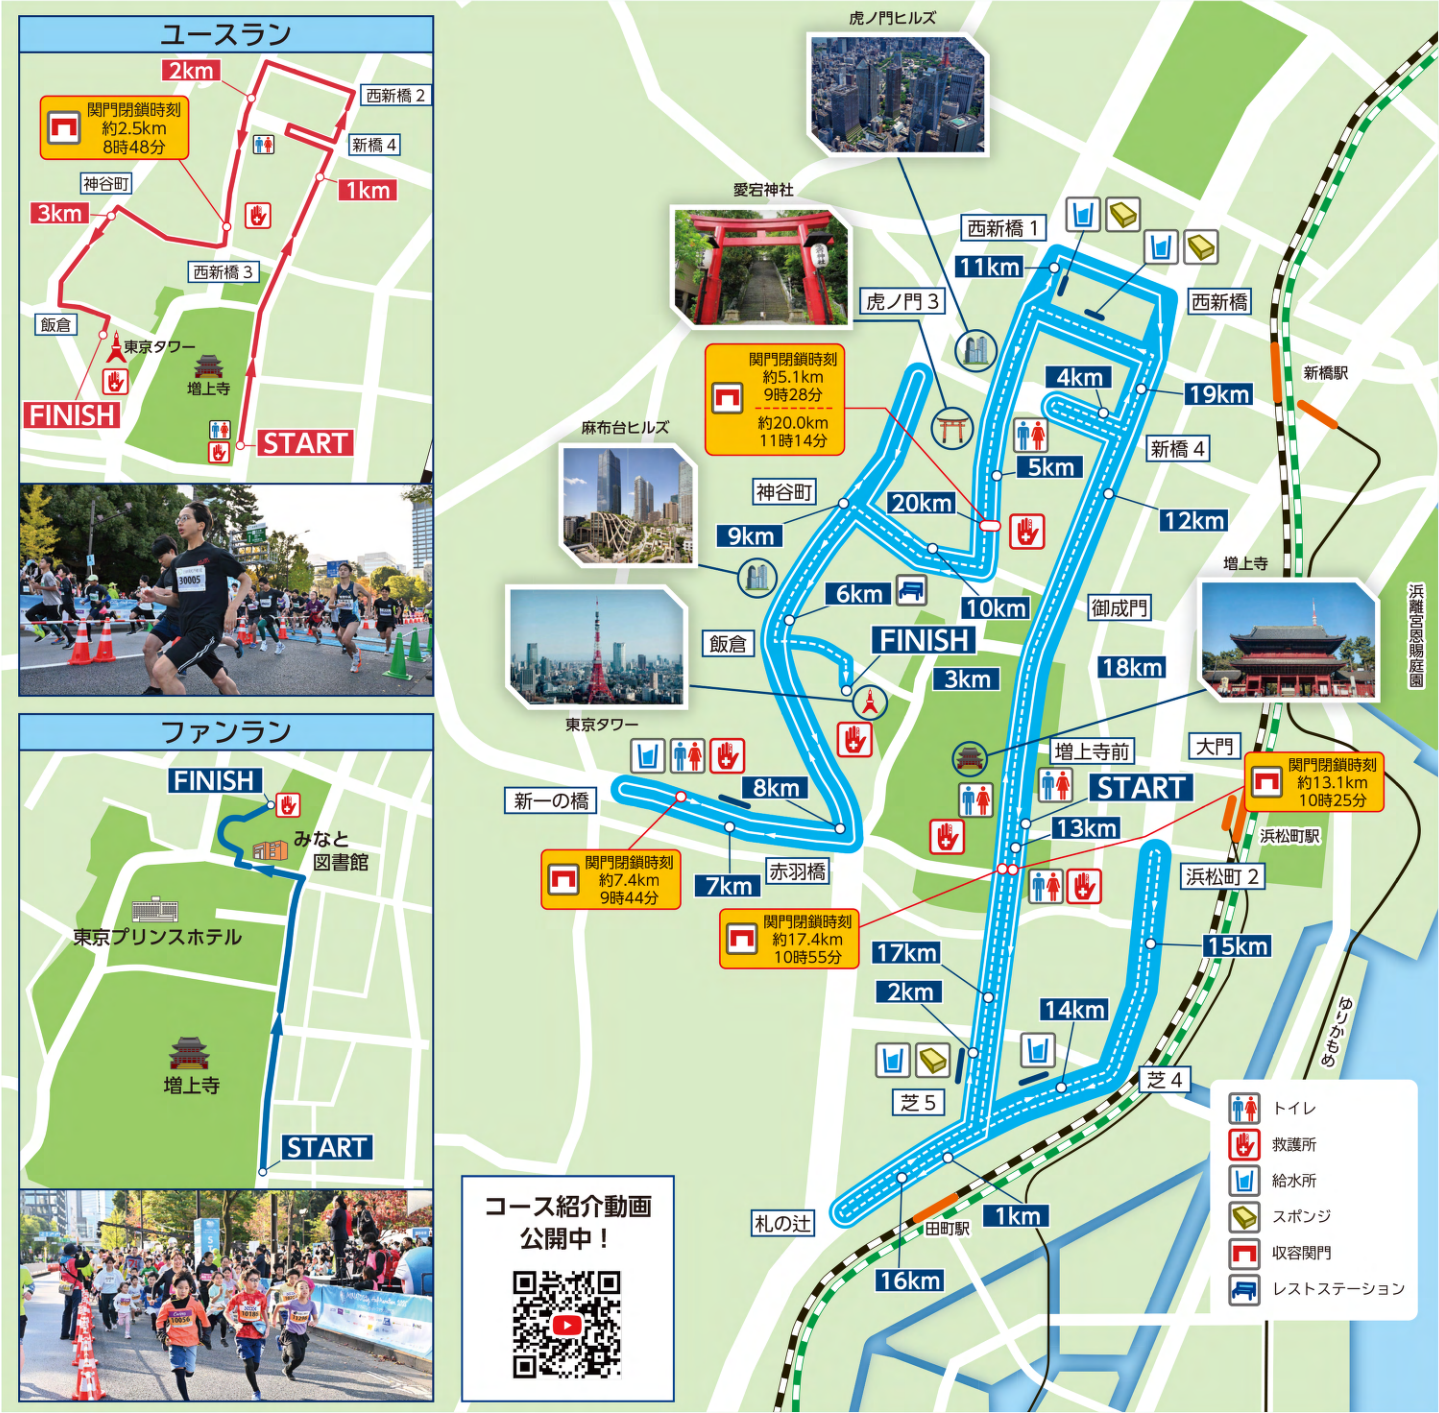 ユースラン
2km
西新橋 2
関門閉鎖時刻
約2.5km
8時48分
新橋 4
神谷町
1km
3km
西新橋 3
飯倉
東京タワー
増上寺
FINISH
START
30005
ファンラン
FINISH
みなと
図書館
東京プリンスホテル
増上寺
START
虎ノ門ヒルズ
愛宕神社
西新橋 1
11km
虎ノ門 3
西新橋
関門閉鎖時刻
約5.1km
9時28分
約20.0km
11時14分
新橋駅
4km
19km
麻布台ヒルズ
新橋 4
5km
神谷町
20km
12km
9km
増上寺
6km
10km
御成門
浜離宮恩賜庭園
飯倉
FINISH
18km
3km
東京タワー
増上寺前
大門
関門閉鎖時刻
約13.1km
10時25分
8km
START
新一の橋
13km
浜松町駅
関門閉鎖時刻
約7.4km
9時44分
赤羽橋
7km
浜松町 2
関門閉鎖時刻
約17.4km
10時55分
17km
15km
2km
14km
ゆりかもめ
芝 5
芝 4
トイレ
救護所
給水所
スポンジ
収容関門
レストステーション
コース紹介動画
公開中！
札の辻
1km
田町駅
16km